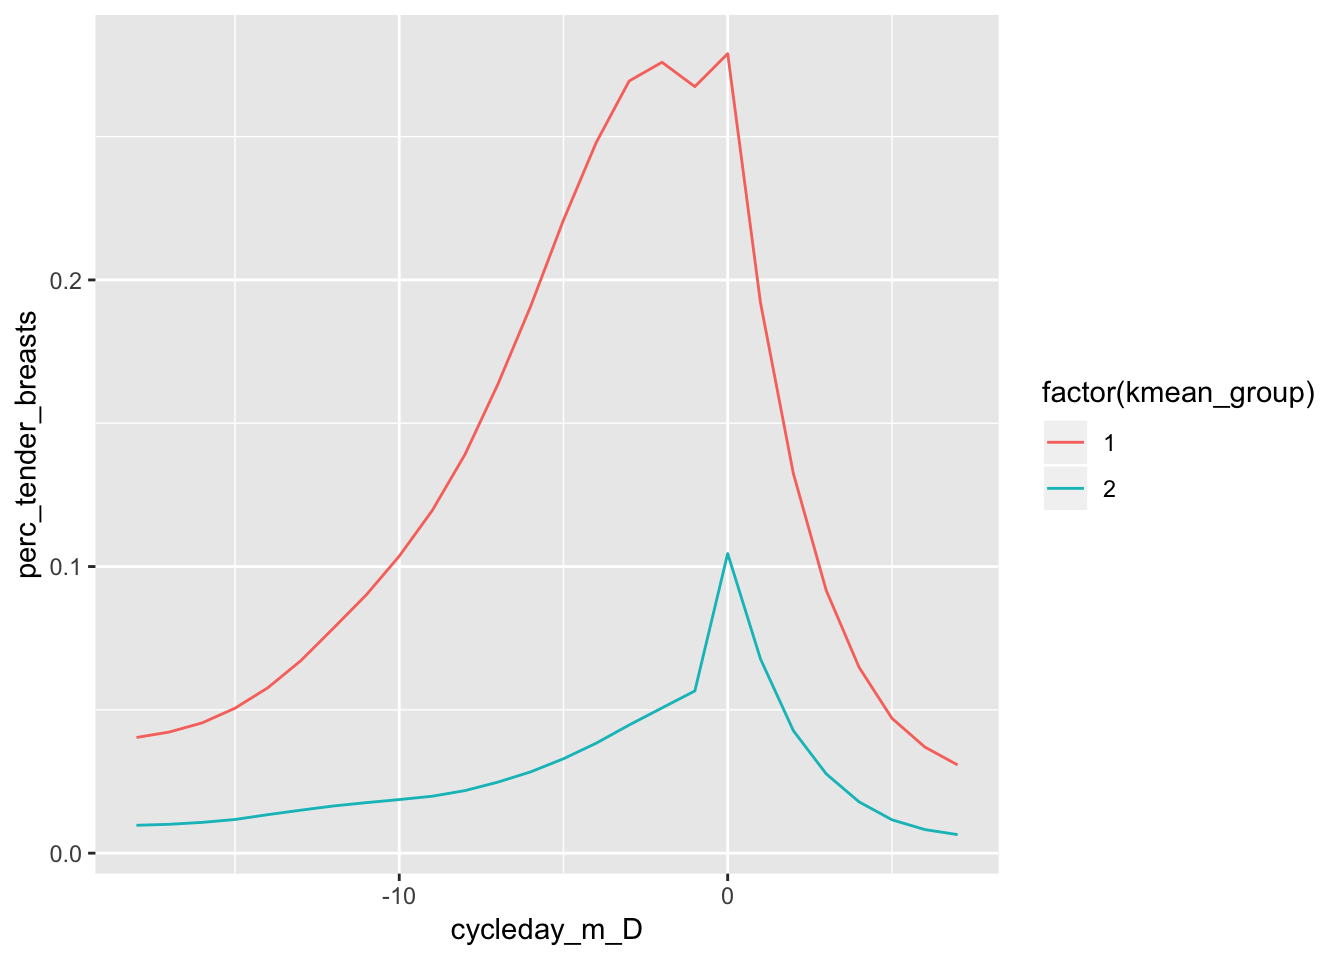 perc_tender_breasts
0.2
0.1
0.0
-10
0
cycleday_m_D
factor(kmean_group)
1
2